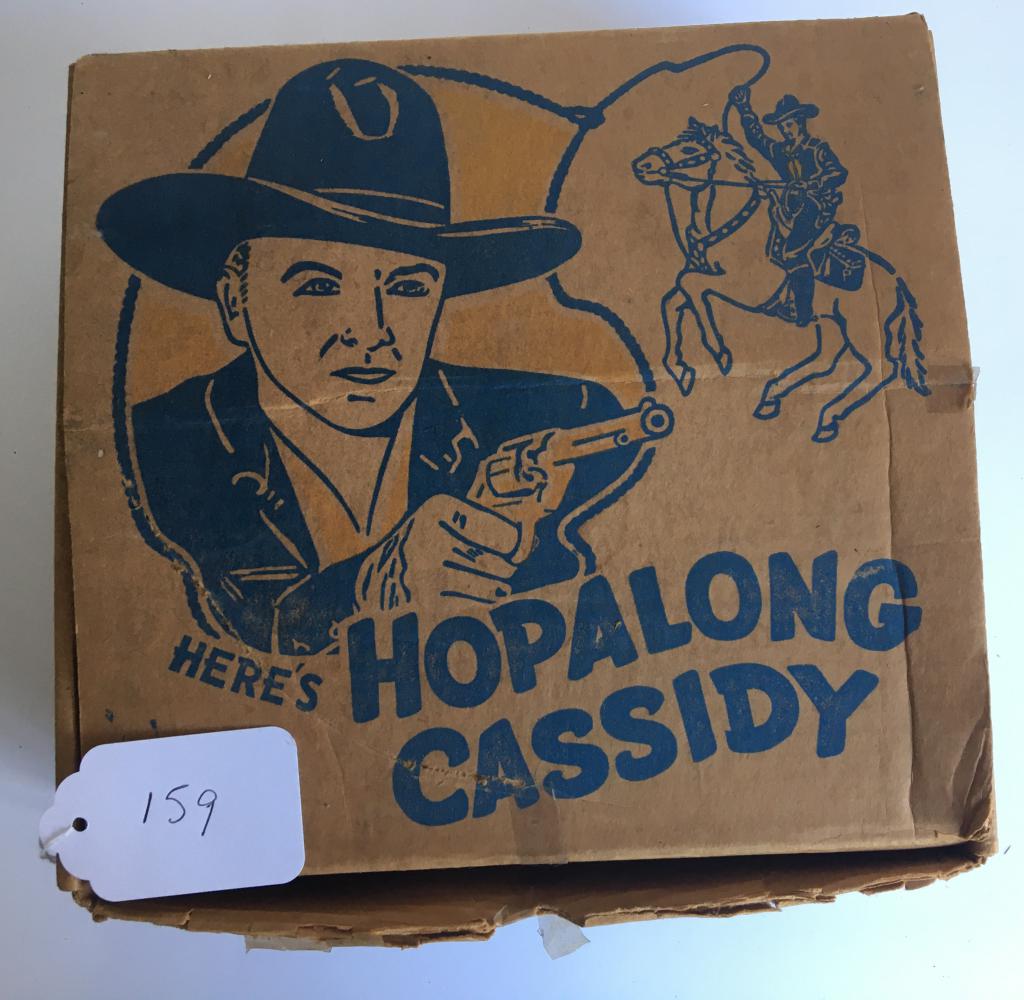 HERE'S
HOPALONG
CASSIDY
159